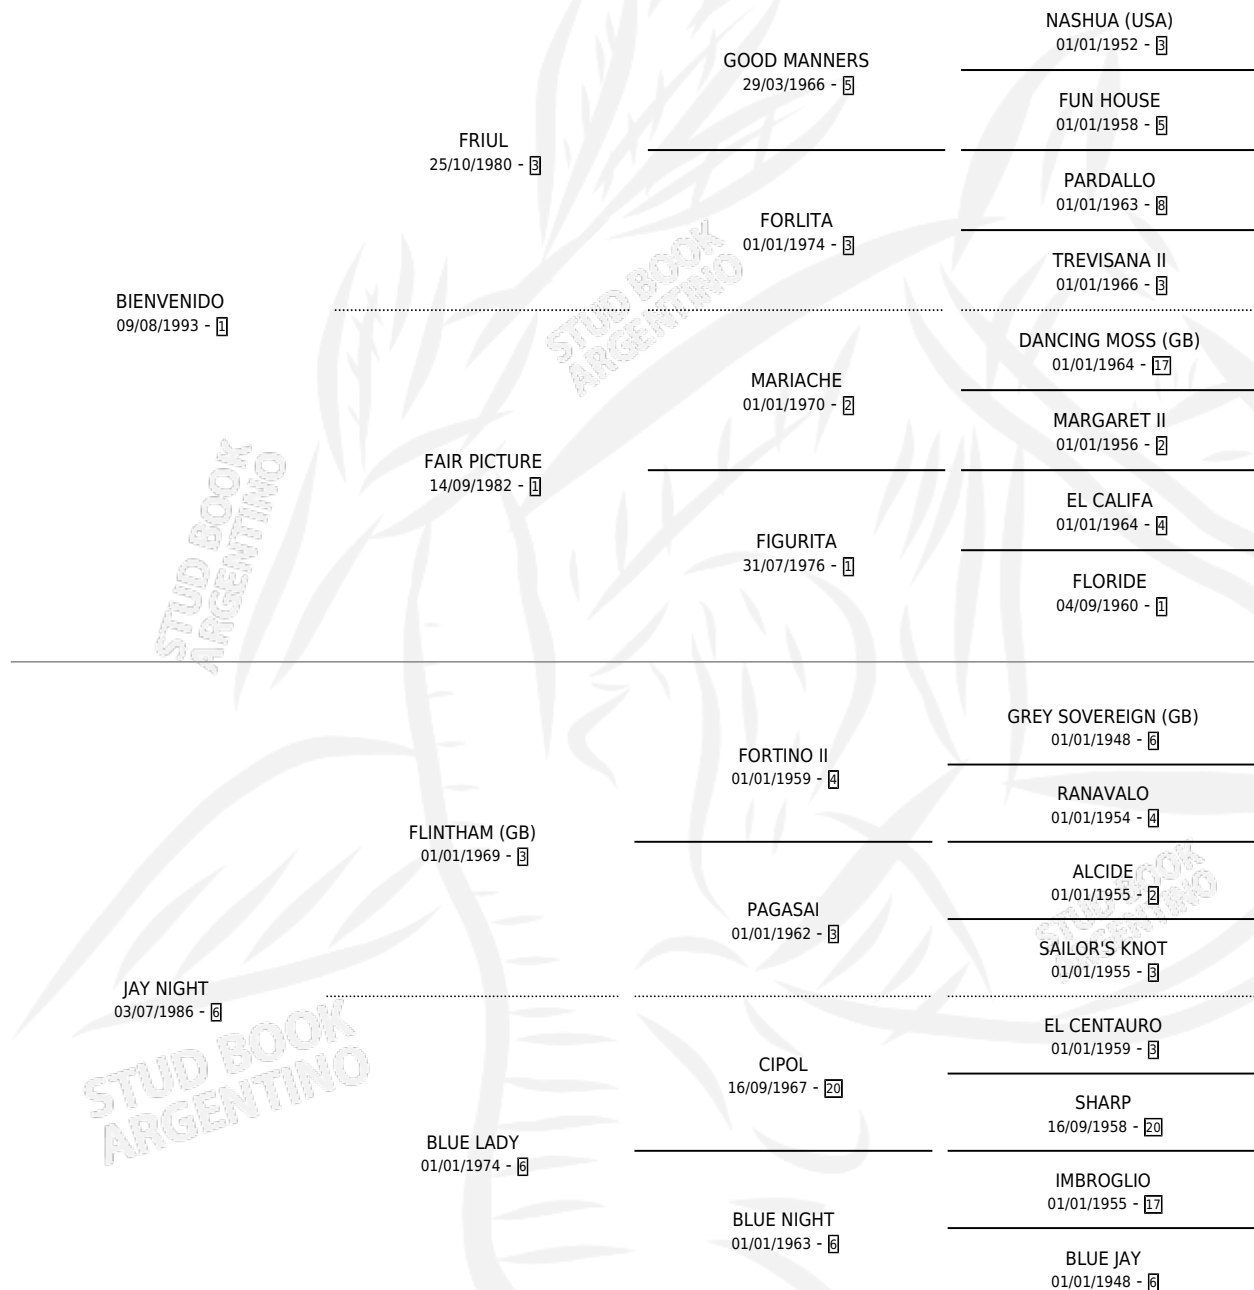 NASHUA (USA)
01/01/1952 - 3
GOOD MANNERS
29/03/1966 - 5
FUN HOUSE
01/01/1958 - 5
FRIUL
25/10/1980 - 3
PARDALLO
01/01/1963 - 8
FORLITA
01/01/1974 - 3
TREVISANA II
01/01/1966 - 3
BIENVENIDO
09/08/1993 - 1
DANCING MOSS (GB)
01/01/1964 - 17
MARIACHE
01/01/1970 - 2
MARGARET II
01/01/1956 - 2
FAIR PICTURE
14/09/1982 - 1
EL CALIFA
01/01/1964 - 4
FIGURITA
31/07/1976 - 1
FLORIDE
04/09/1960 - 1
GREY SOVEREIGN (GB)
01/01/1948 - 6
FORTINO II
01/01/1959 - 4
RANAVALO
01/01/1954 - 4
FLINTHAM (GB)
01/01/1969 - 3
ALCIDE
01/01/1955 - 2
PAGASAI
01/01/1962 - 3
SAILOR'S KNOT
01/01/1955 - 3
JAY NIGHT
03/07/1986 - 6
EL CENTAURO
01/01/1959 - 3
CIPOL
16/09/1967 - 20
SHARP
16/09/1958 - 20
BLUE LADY
01/01/1974 - 6
IMBROGLIO
01/01/1955 - 17
BLUE NIGHT
01/01/1963 - 6
BLUE JAY
01/01/1948 - 6
STUD BOOK
ARGENTINO
STUD BOOK
ARGENTINO
STUD BOOK
ARGENTINO
STUD BOOK
ARGENTINO